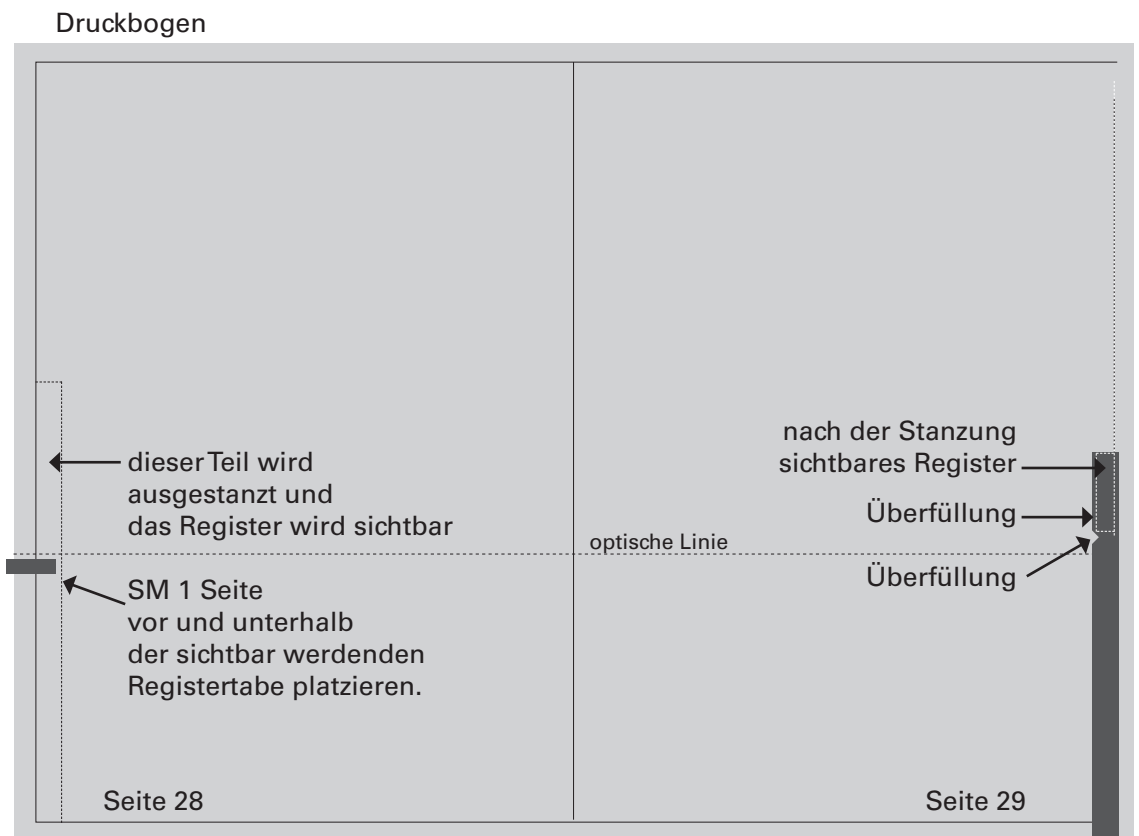 Druckbogen
nach der Stanzung
sichtbares Register
dieser Teil wird
ausgestanzt und
das Register wird sichtbar
Überfüllung
optische Linie
Überfüllung
SM 1 Seite
vor und unterhalb
der sichtbar werdenden
Registertabe platzieren.
Seite 28
Seite 29